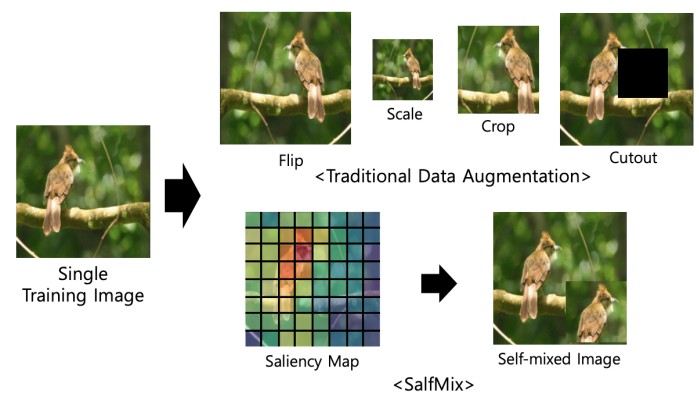 Flip
Scale
Crop
Cutout
<Traditional Data Augmentation>
Single
Training Image
Saliency Map
Self-mixed Image
<SalfMix>